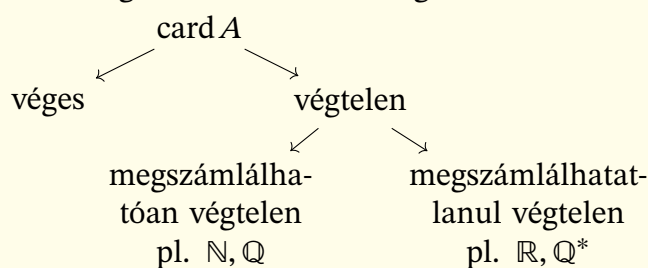 card A
véges végtelen
megszámlálha- megszámlálhatat-
tóan végtelen lanul végtelen
pl. ℕ, ℚ pl. ℝ, ℚ*